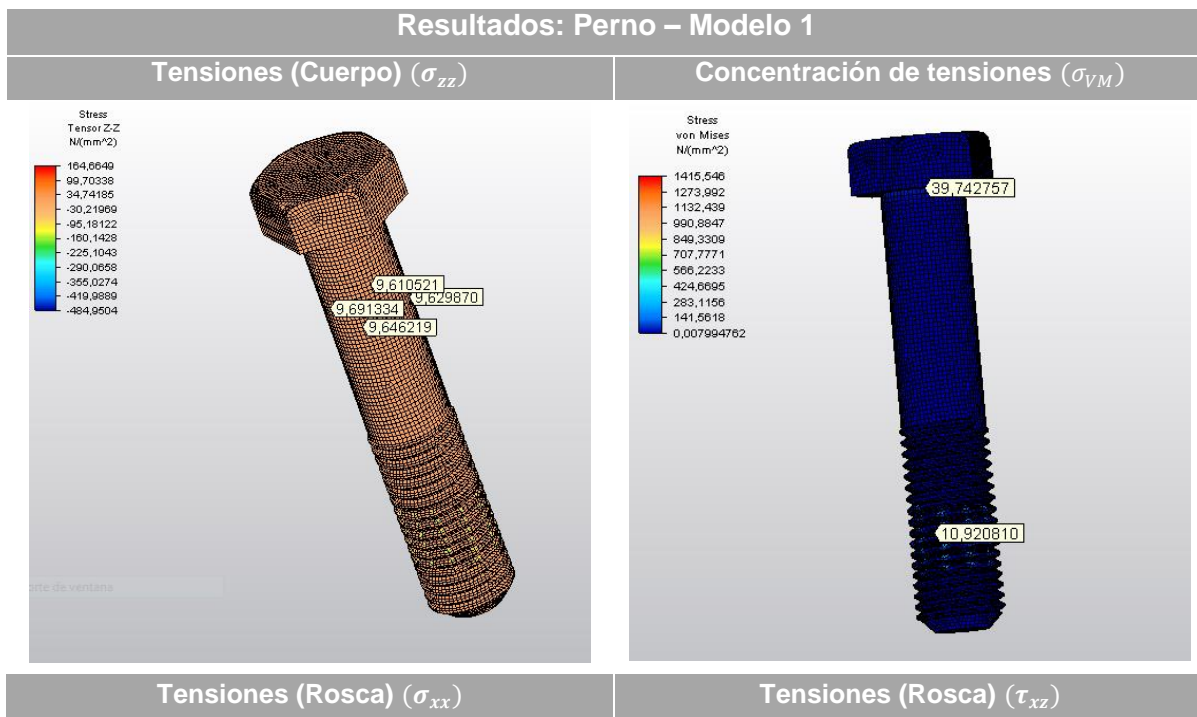 Resultados: Perno – Modelo 1
Tensiones (Cuerpo) (σzz)
Concentración de tensiones (σVM)
Stress
Tensor Z-Z
N/(mm^2)
164,6649
99,70338
34,74185
-30,21969
-95,18122
-160,1428
-225,1043
-290,0658
-355,0274
-419,9889
-484,9504
9,610521
9,629870
9,691334
9,646219
orte de ventana
Stress
von Mises
N/(mm^2)
1415,546
1273,992
1132,439
990,8847
849,3309
707,7771
566,2233
424,6695
283,1156
141,5618
0,007994762
39,742757
10,920810
Tensiones (Rosca) (σxx)
Tensiones (Rosca) (τxz)